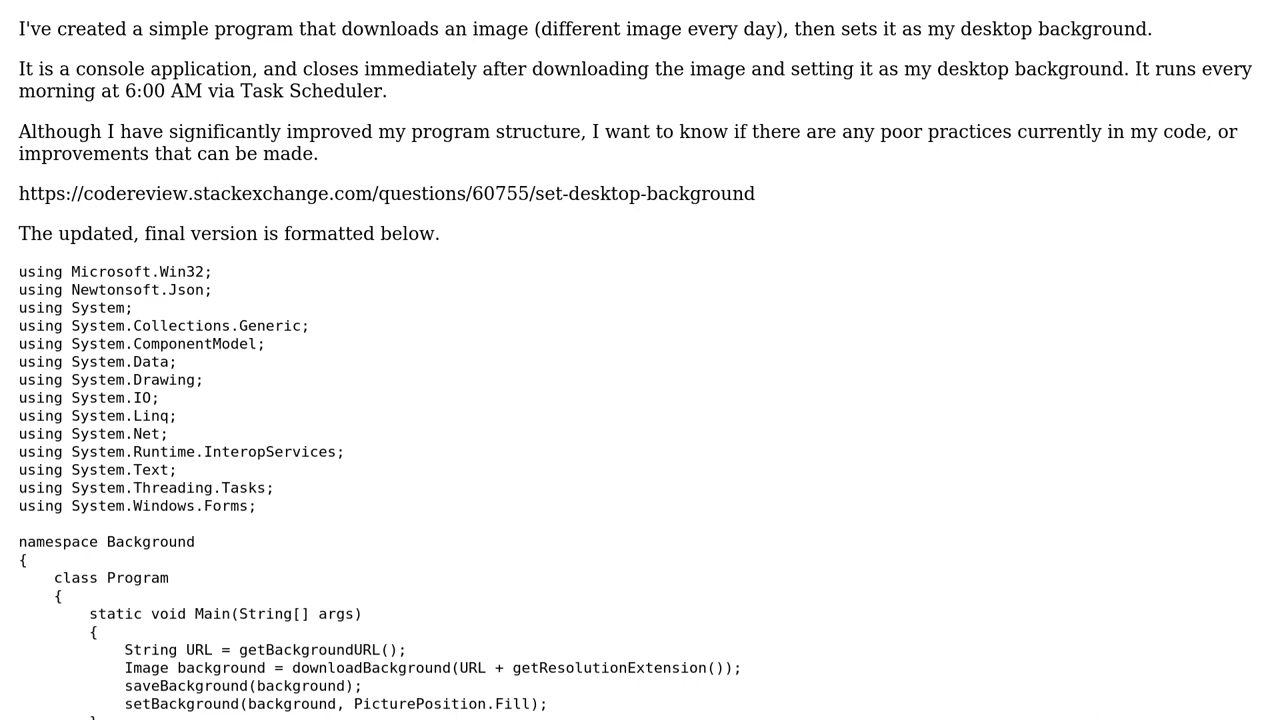 I've created a simple program that downloads an image (different image every day), then sets it as my desktop background.
It is a console application, and closes immediately after downloading the image and setting it as my desktop background. It runs every
morning at 6:00 AM via Task Scheduler.
Although I have significantly improved my program structure, I want to know if there are any poor practices currently in my code, or
improvements that can be made.
https://codereview.stackexchange.com/questions/60755/set-desktop-background
The updated, final version is formatted below.
using Microsoft.Win32;
using Newtonsoft.Json;
using System;
using System.Collections.Generic;
using System.ComponentModel;
using System.Data;
using System.Drawing;
using System.IO;
using System.Linq;
using System.Net;
using System.Runtime.InteropServices;
using System.Text;
using System.Threading.Tasks;
using System.Windows.Forms;

namespace Background
{
    class Program
    {
        static void Main(String[] args)
        {
            String URL = getBackgroundURL();
            Image background = downloadBackground(URL + getResolutionExtension());
            saveBackground(background);
            setBackground(background, PicturePosition.Fill);